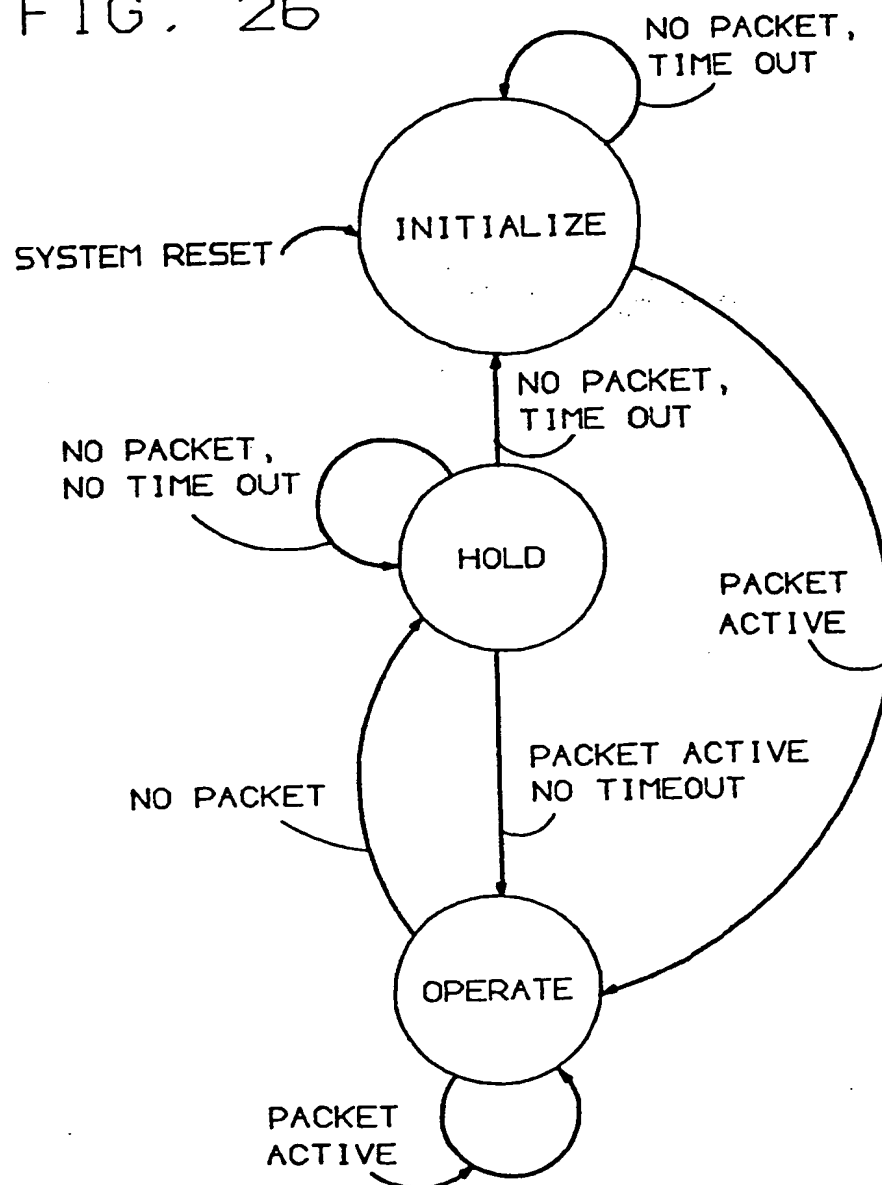 FIG. 2b
NO PACKET,
TIME OUT
INITIALIZE
SYSTEM RESET
NO PACKET,
TIME OUT
NO PACKET,
NO TIME OUT
HOLD
PACKET
ACTIVE
PACKET ACTIVE
NO TIMEOUT
NO PACKET
OPERATE
PACKET
ACTIVE